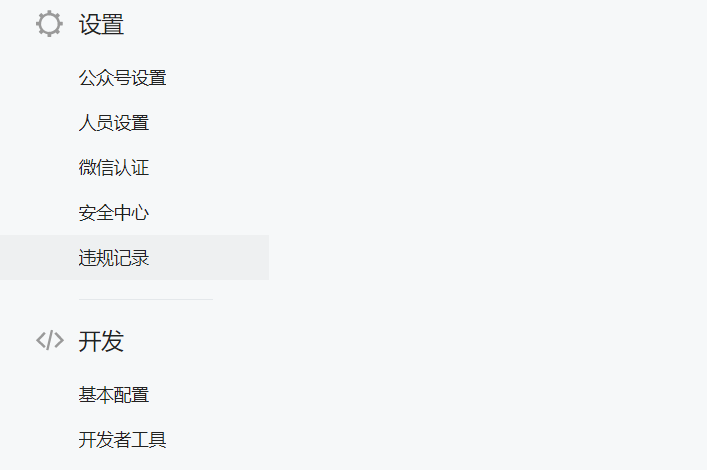 设置
公众号设置
人员设置
微信认证
安全中心
违规记录
开发
基本配置
开发者工具